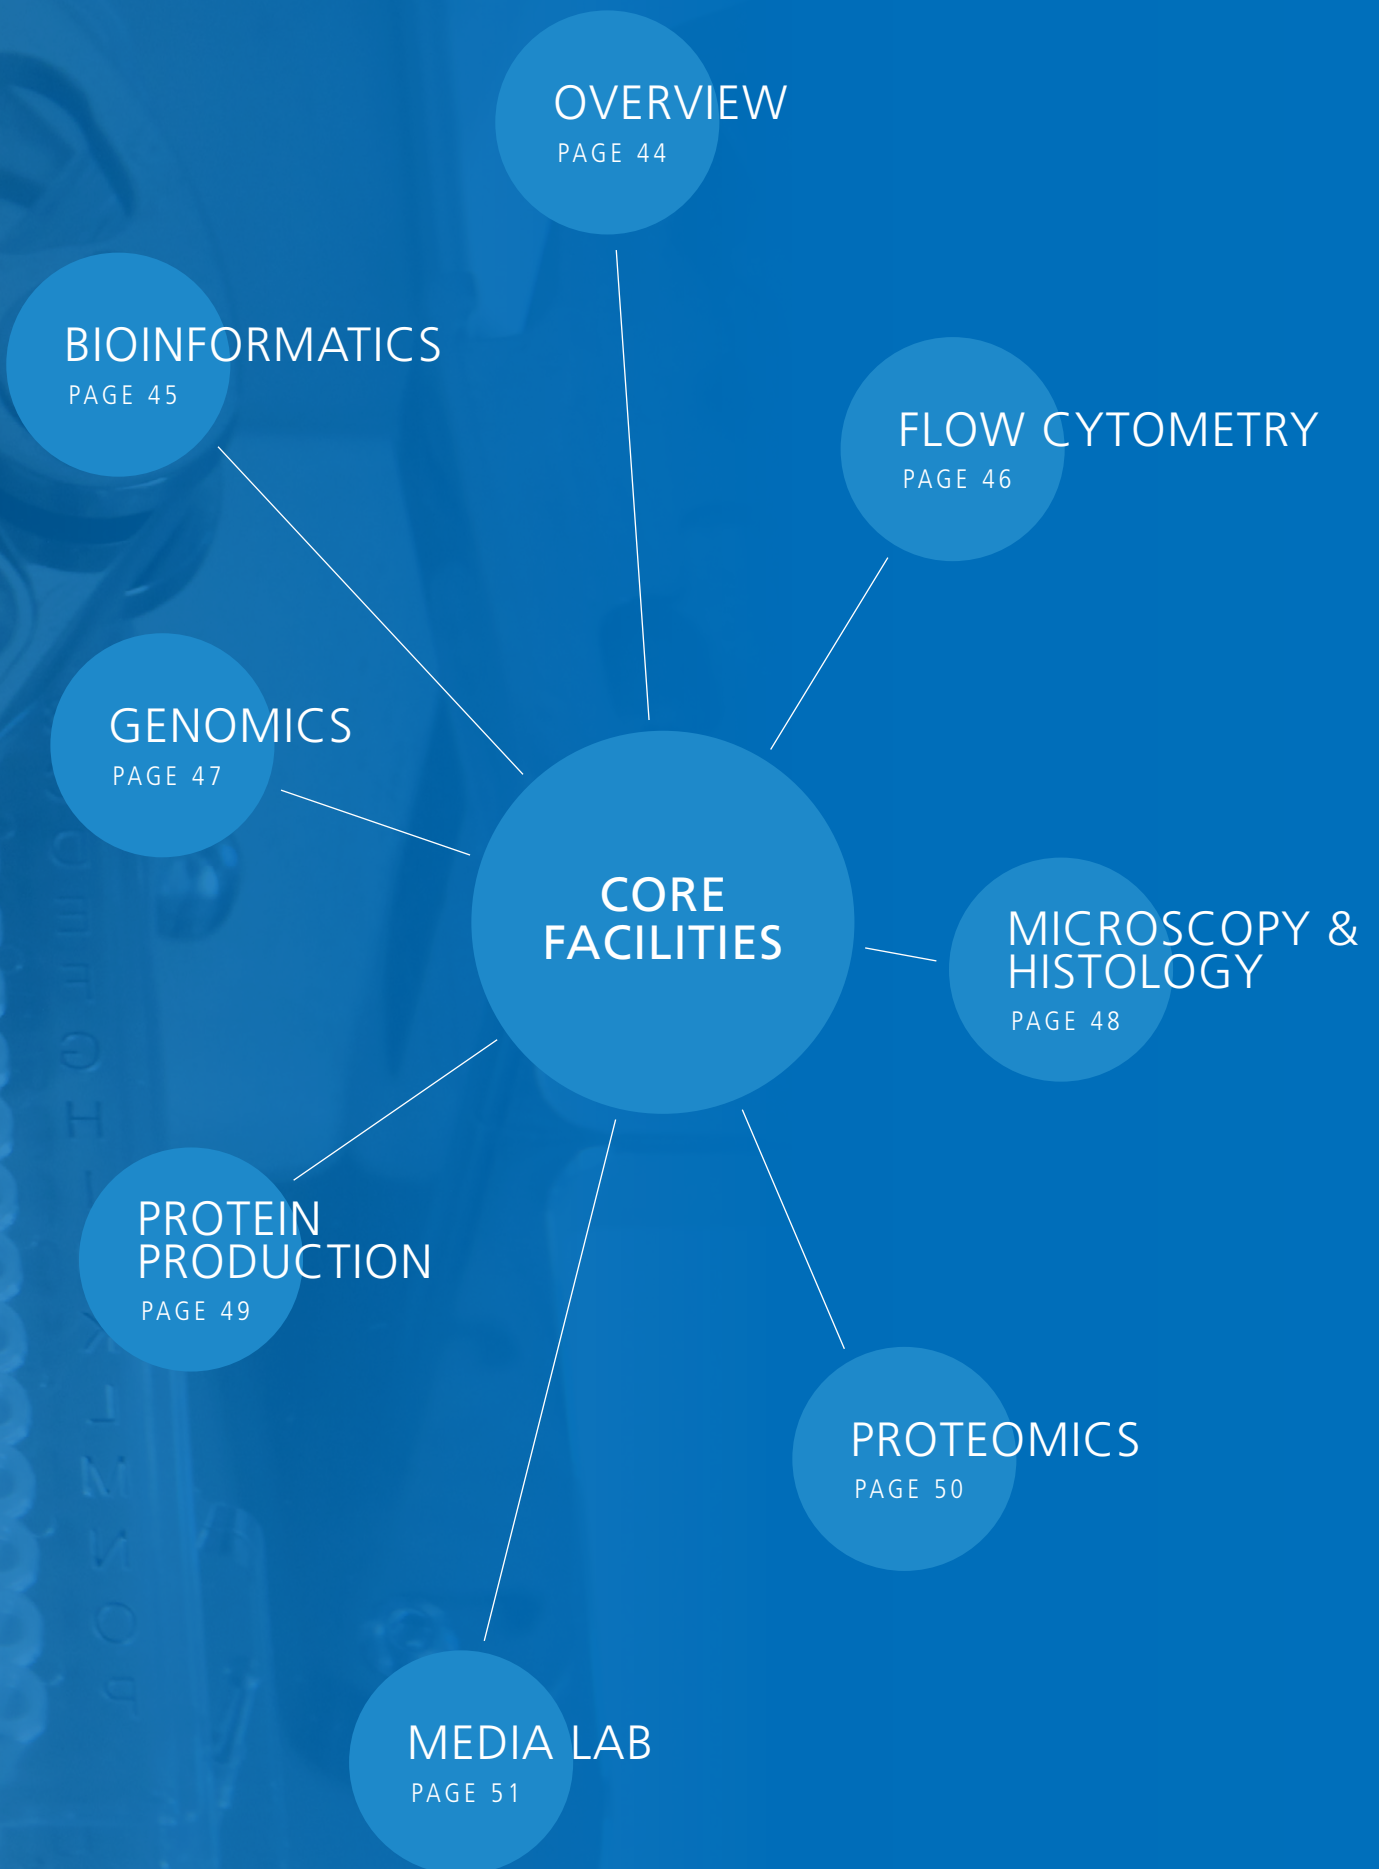 OVERVIEW
PAGE 44
BIOINFORMATICS
PAGE 45
FLOW CYTOMETRY
PAGE 46
GENOMICS
PAGE 47
CORE
FACILITIES
MICROSCOPY &
HISTOLOGY
PAGE 48
PROTEIN
PRODUCTION
PAGE 49
PROTEOMICS
PAGE 50
MEDIA LAB
PAGE 51